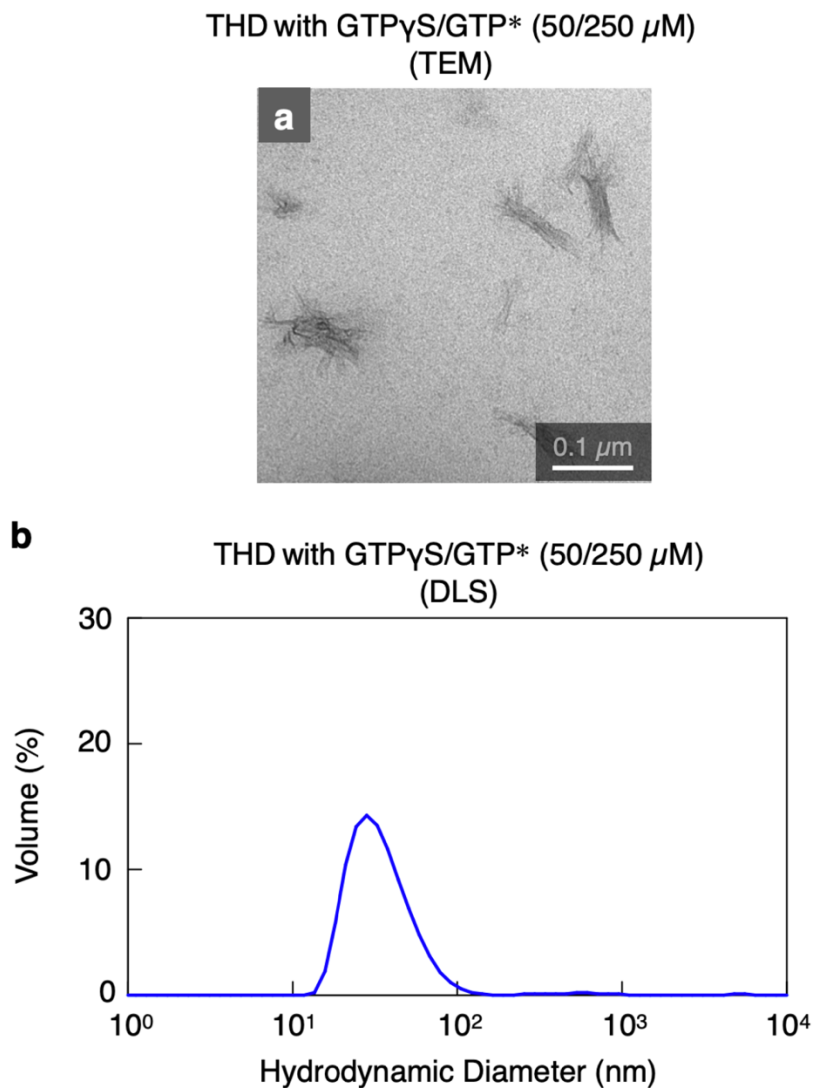 THD with GTPγS/GTP* (50/250 μM)
(TEM)
a
0.1 μm
b
THD with GTPγS/GTP* (50/250 μM)
(DLS)
30
20
10
0
Volume (%)
10⁰ 10¹ 10² 10³ 10⁴
Hydrodynamic Diameter (nm)